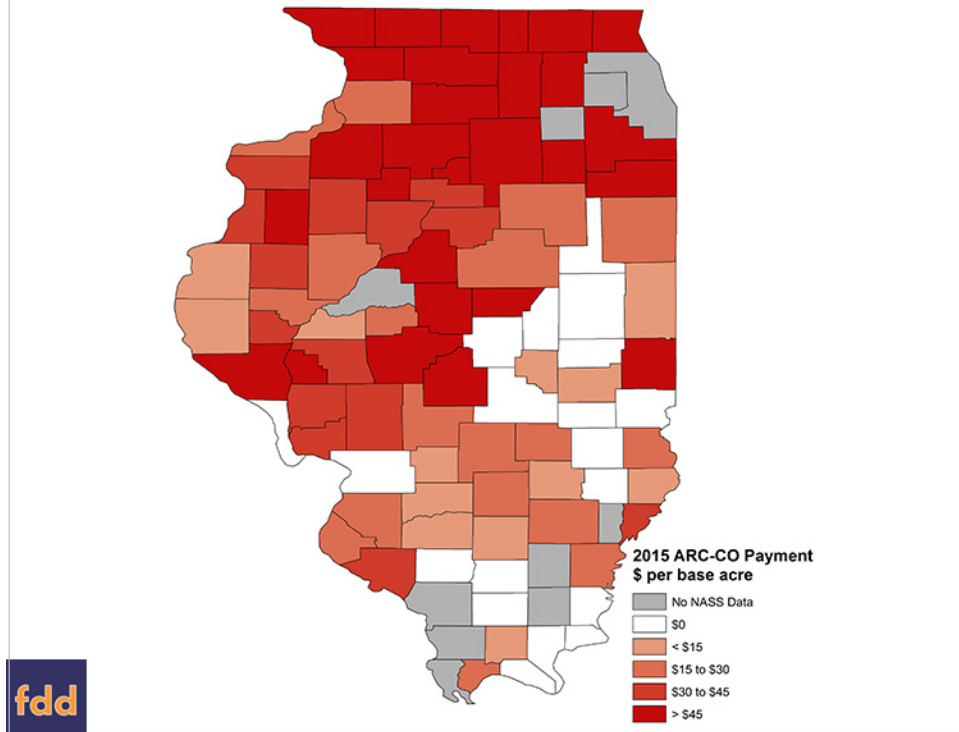 2015 ARC-CO Payment
$ per base acre
No NASS Data
$0
< $15
$15 to $30
$30 to $45
> $45
fdd